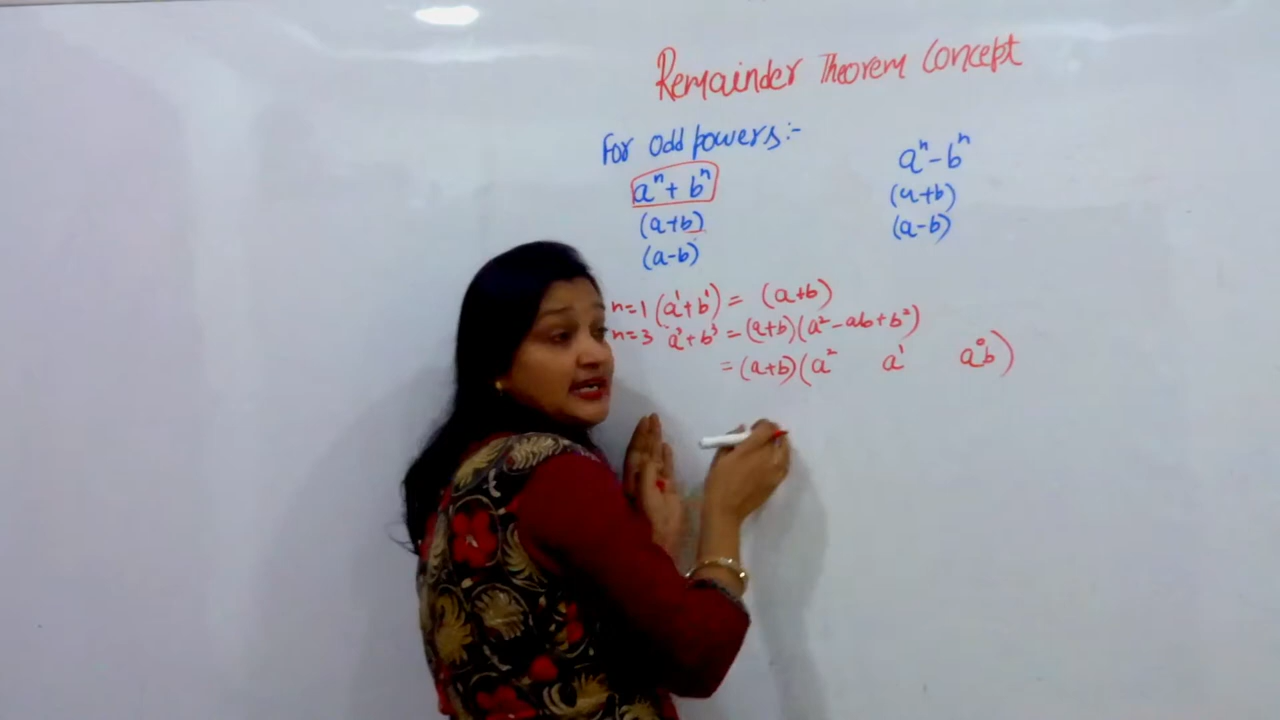 Remainder Theorem Concept
For Odd Powers:-
aⁿ + bⁿ
(a+b)
(a-b)
aⁿ - bⁿ
(a+b)
(a-b)
n=1 (a¹+b¹) = (a+b)
n=3 a³+b³ = (a+b)(a²-ab+b²)
= (a+b)(a² a¹ a⁰b)